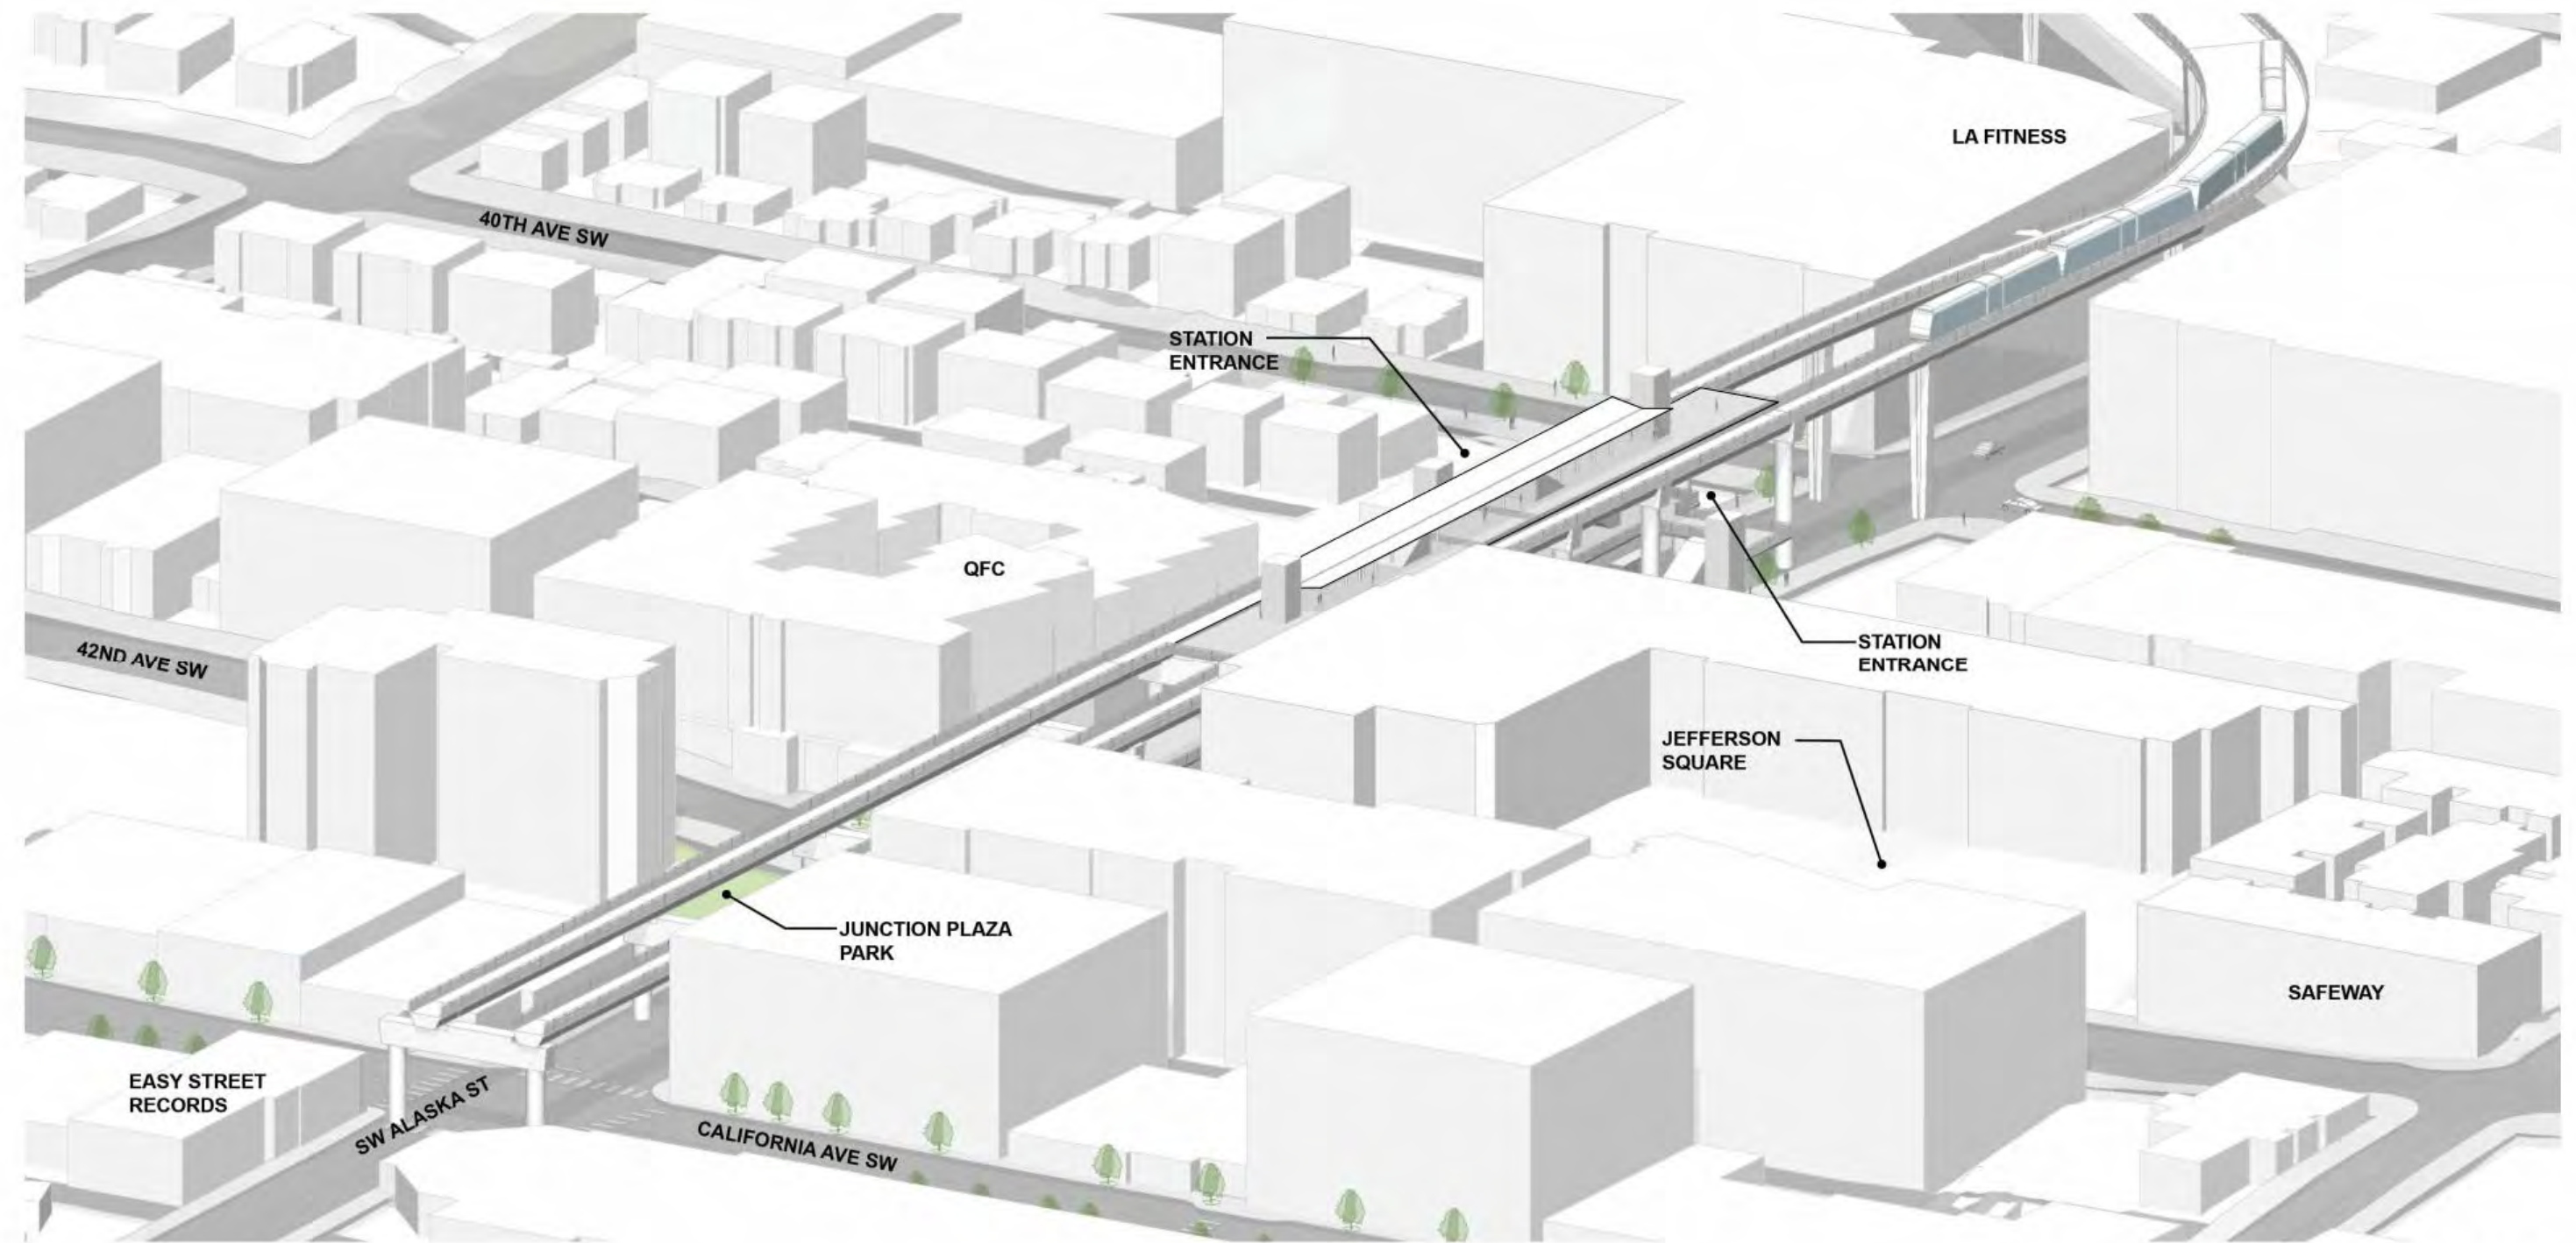 LA FITNESS
40TH AVE SW
STATION
ENTRANCE
QFC
42ND AVE SW
STATION
ENTRANCE
JEFFERSON
SQUARE
JUNCTION PLAZA
PARK
SAFEWAY
EASY STREET
RECORDS
SW ALASKA ST
CALIFORNIA AVE SW